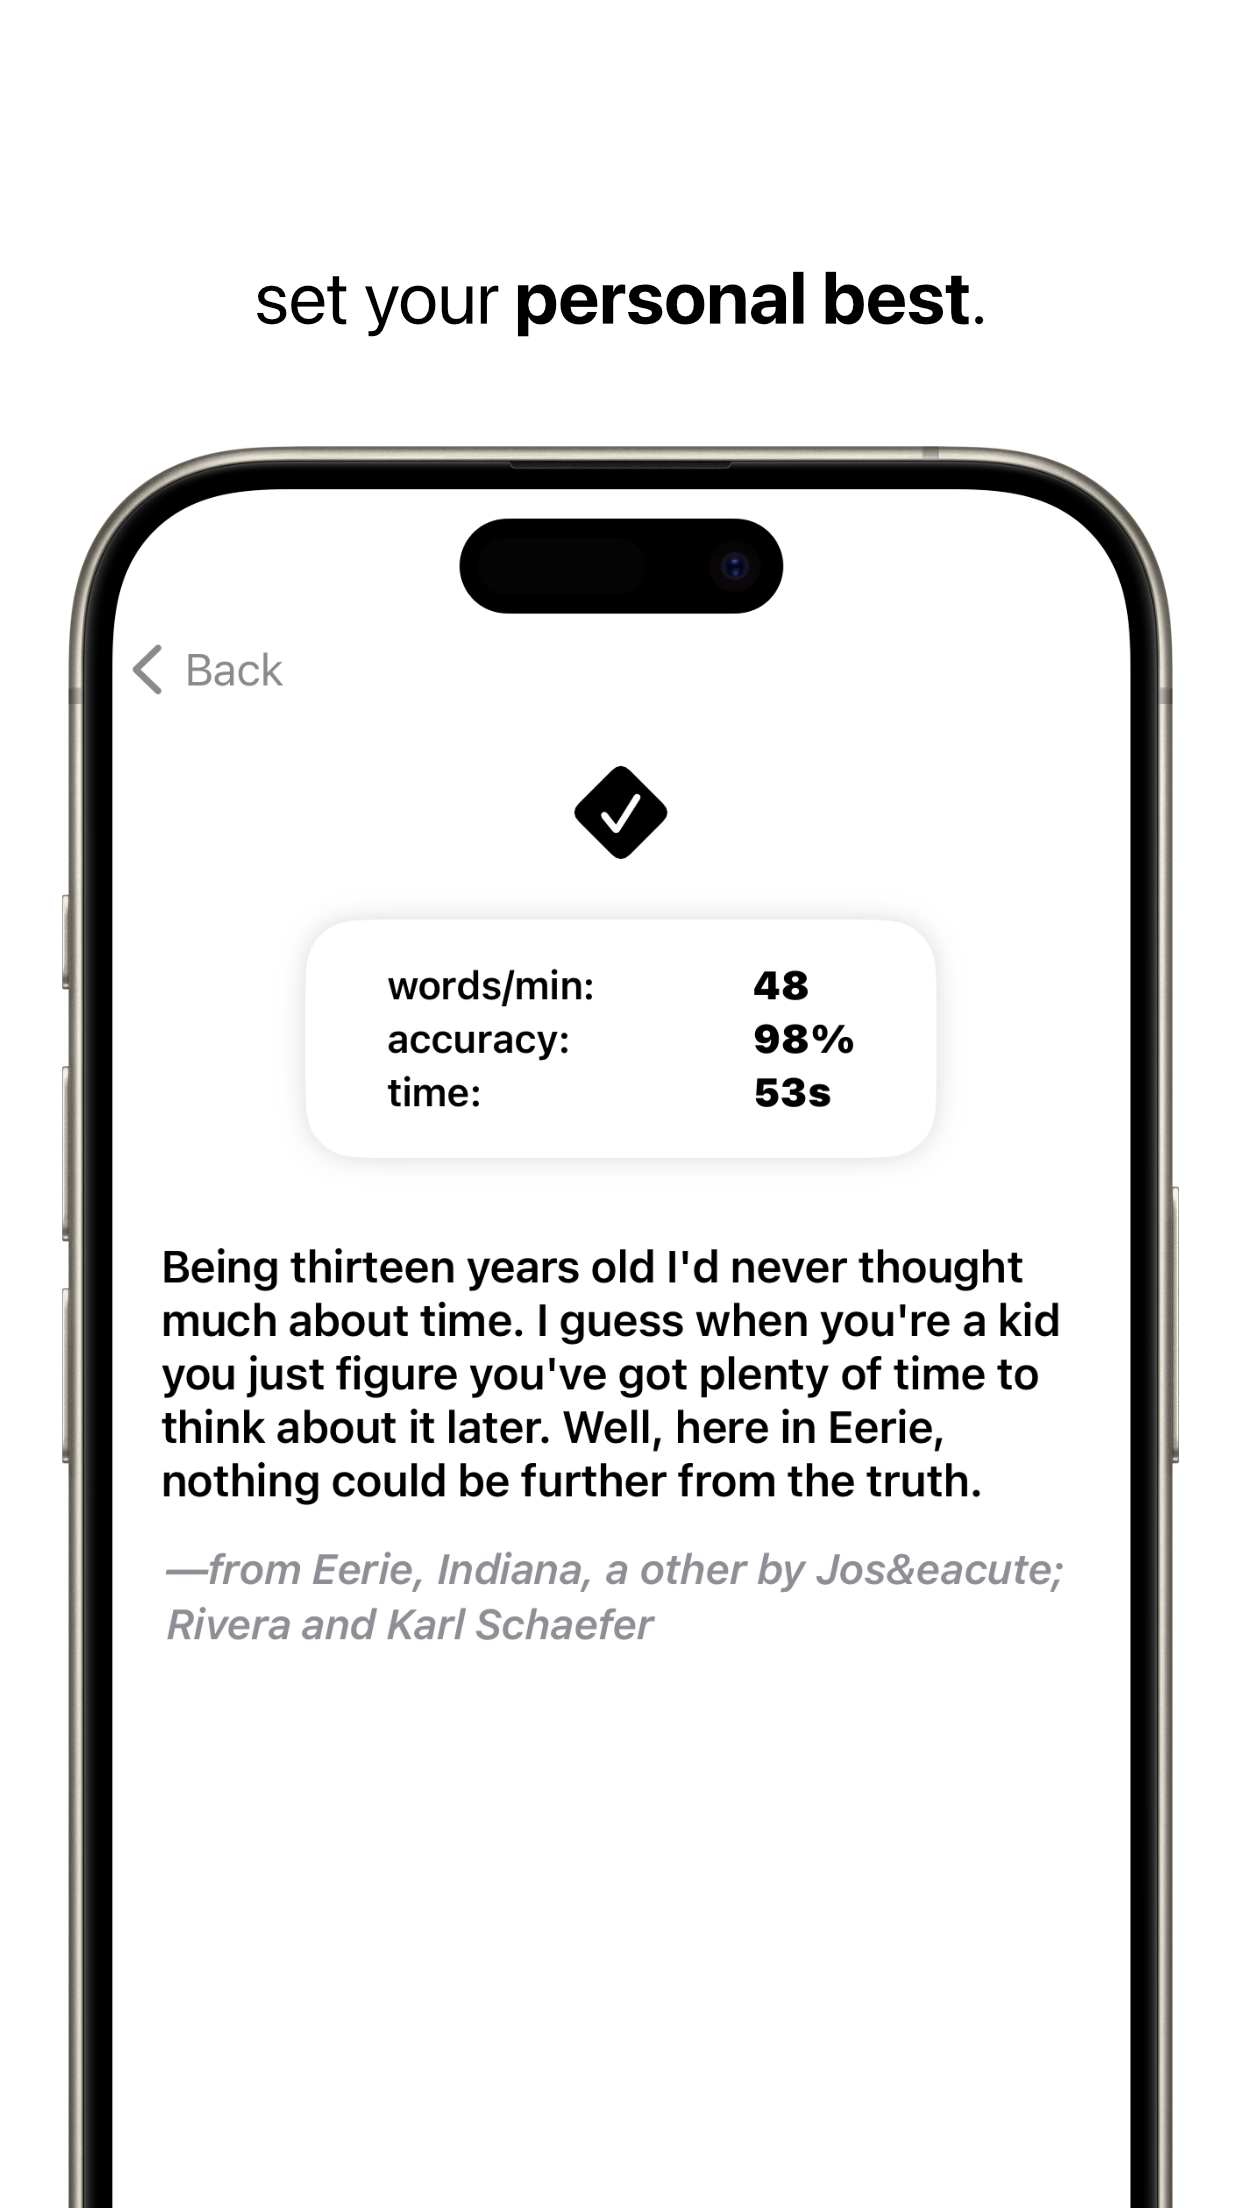 set your personal best.
Back
words/min: 48
accuracy: 98%
time: 53s
Being thirteen years old I'd never thought
much about time. I guess when you're a kid
you just figure you've got plenty of time to
think about it later. Well, here in Eerie,
nothing could be further from the truth.
—from Eerie, Indiana, a other by Jos&eacute;
Rivera and Karl Schaefer